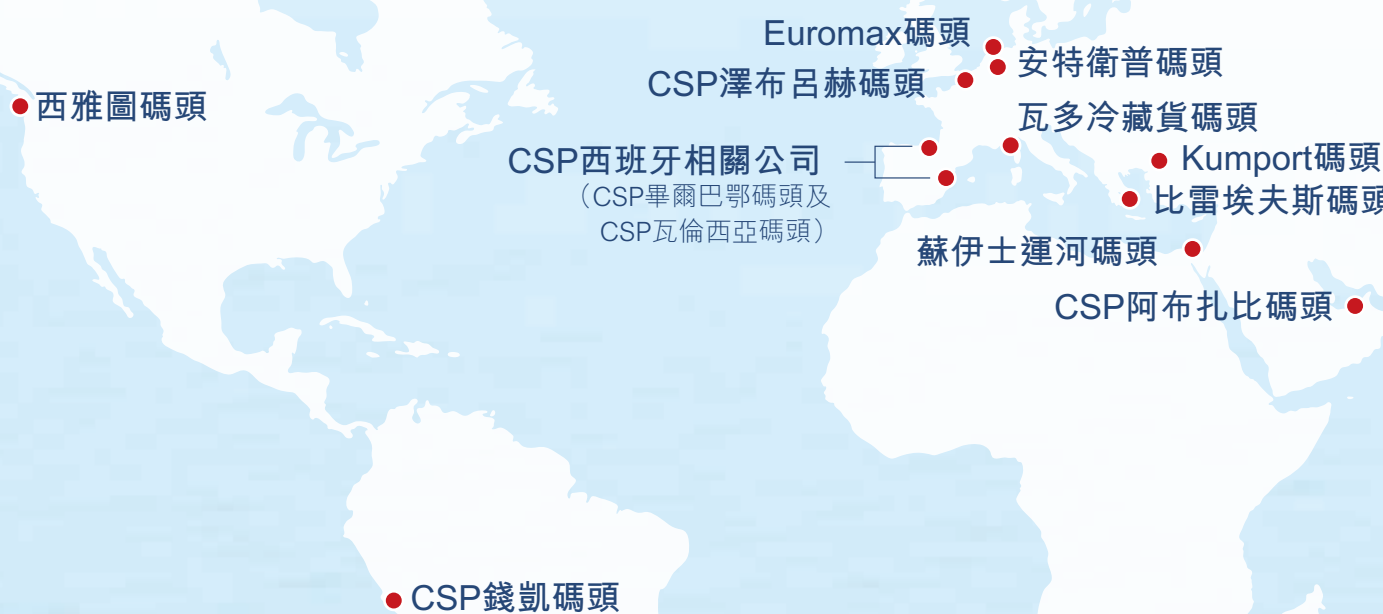 Euromax碼頭
安特衛普碼頭
CSP澤布呂赫碼頭
西雅圖碼頭
瓦多冷藏貨碼頭
CSP西班牙相關公司
（CSP畢爾巴鄂碼頭及
CSP瓦倫西亞碼頭）
Kumport碼頭
比雷埃夫斯碼頭
蘇伊士運河碼頭
CSP阿布扎比碼頭
CSP錢凱碼頭